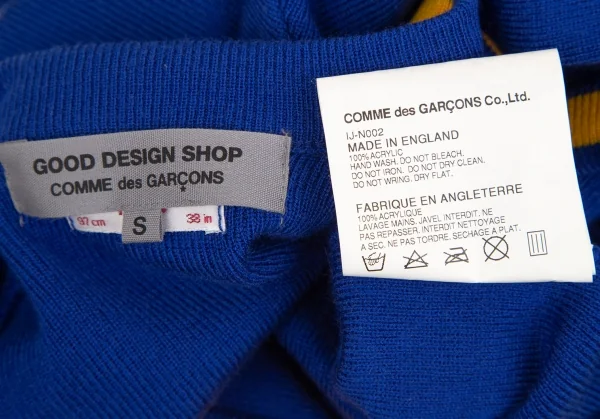 GOOD DESIGN SHOP
COMME des GARÇONS
97 cm
S
38 in
COMME des GARÇONS Co.,Ltd.
IJ-N002
MADE IN ENGLAND
100% ACRYLIC
HAND WASH. DO NOT BLEACH.
DO NOT IRON. DO NOT DRY CLEAN.
DO NOT WRING. DRY FLAT.
FABRIQUE EN ANGLETERRE
100% ACRYLIQUE
LAVAGE MAINS. JAVEL INTERDIT. NE
PAS REPASSER. INTERDIT NETTOYAGE
A SEC. NE PAS TORDRE. SECHAGE A PLAT.